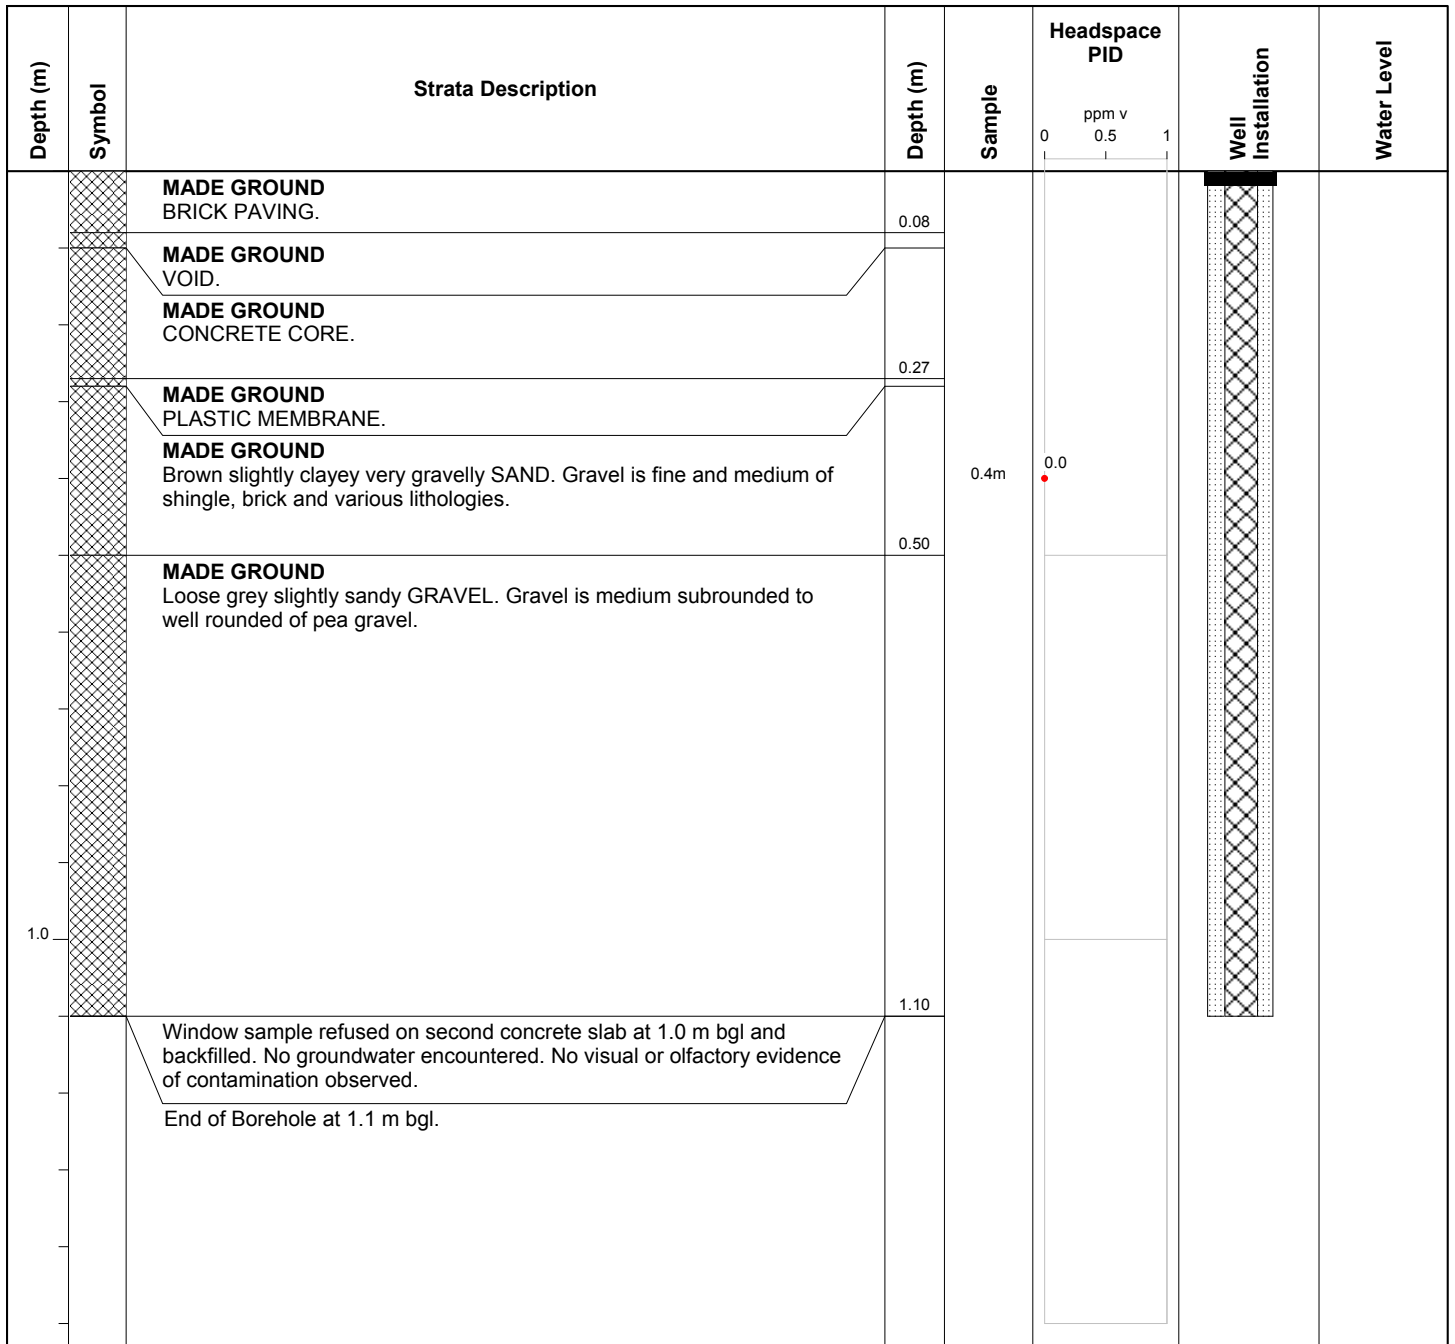 Depth (m)
Symbol
Strata Description
Depth (m)
Sample
Headspace
PID
ppm v
0 0.5 1
Well
Installation
Water Level
MADE GROUND
BRICK PAVING.
0.08
MADE GROUND
VOID.
MADE GROUND
CONCRETE CORE.
0.27
MADE GROUND
PLASTIC MEMBRANE.
MADE GROUND
Brown slightly clayey very gravelly SAND. Gravel is fine and medium of
shingle, brick and various lithologies.
0.4m
0.0
0.50
MADE GROUND
Loose grey slightly sandy GRAVEL. Gravel is medium subrounded to
well rounded of pea gravel.
1.0
1.10
Window sample refused on second concrete slab at 1.0 m bgl and
backfilled. No groundwater encountered. No visual or olfactory evidence
of contamination observed.
End of Borehole at 1.1 m bgl.